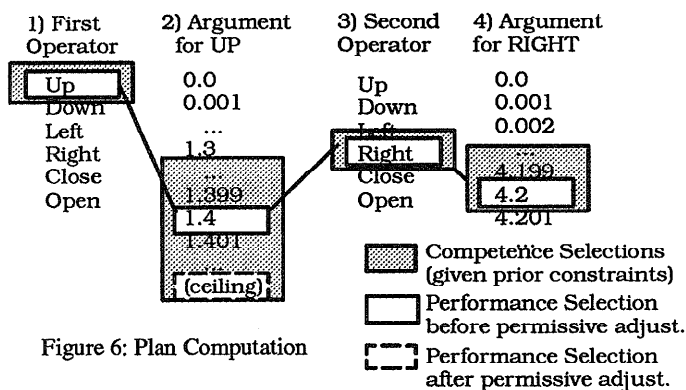 1) First
Operator
Up
Down
Left
Right
Close
Open
2) Argument
for UP
0.0
0.001
...
1.3
...
1.399
1.4
1.401
(ceiling)
3) Second
Operator
Up
Down
Left
Right
Close
Open
4) Argument
for RIGHT
0.0
0.001
0.002
...
4.199
4.2
4.201
...
Competence Selections
(given prior constraints)
Performance Selection
before permissive adjust.
Performance Selection
after permissive adjust.
Figure 6: Plan Computation